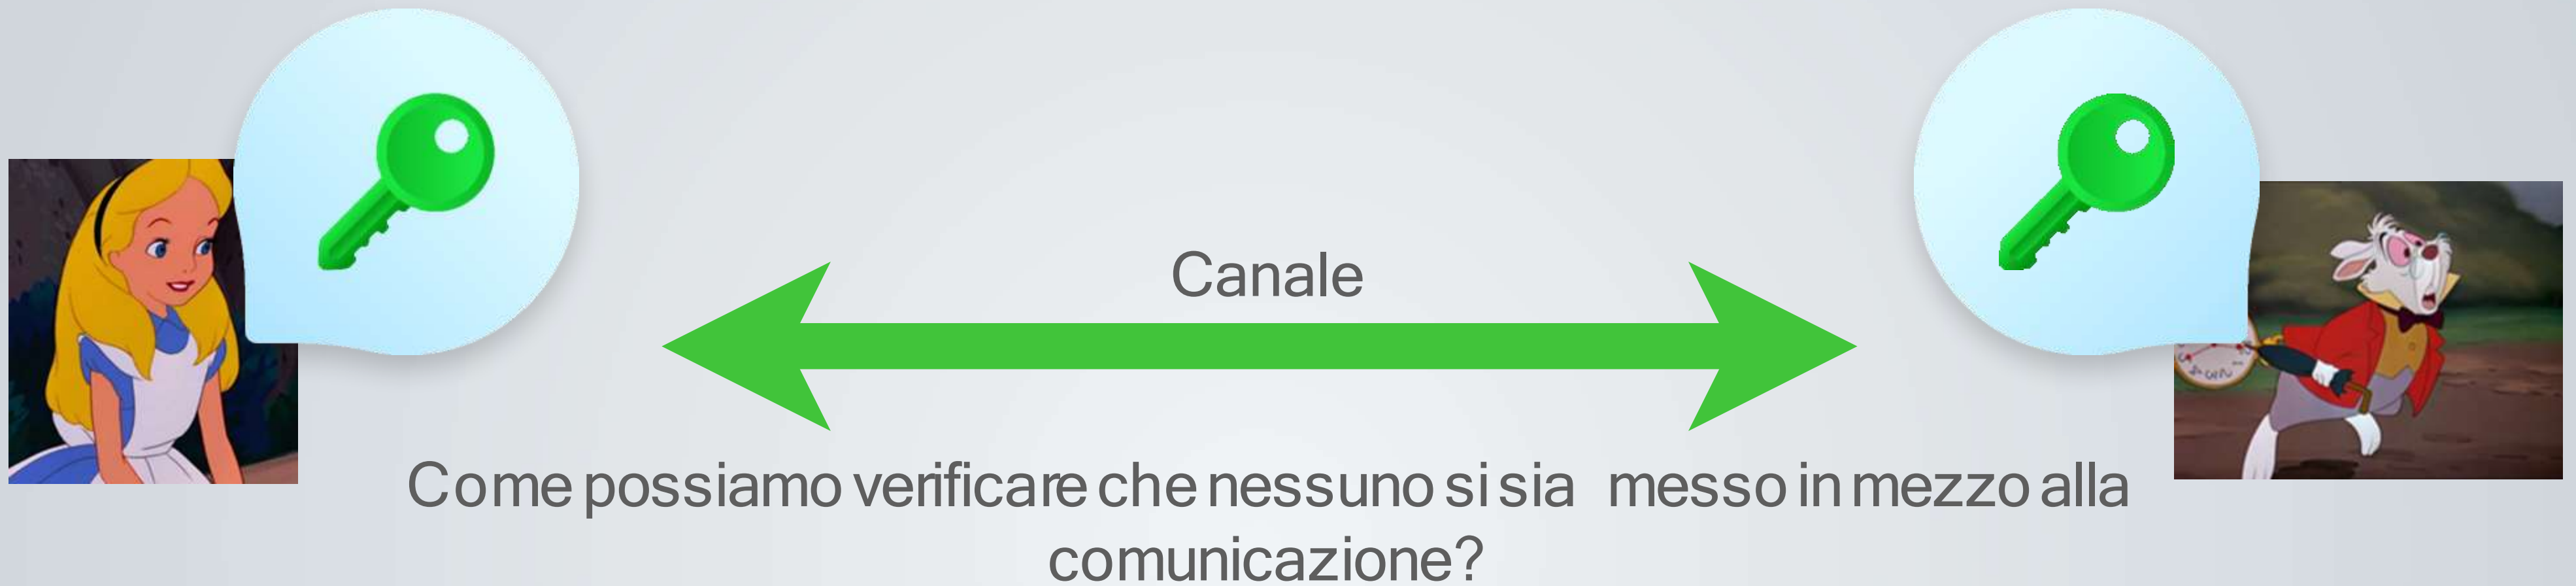 Canale
Come possiamo verificare che nessuno si sia messo in mezzo alla
comunicazione?